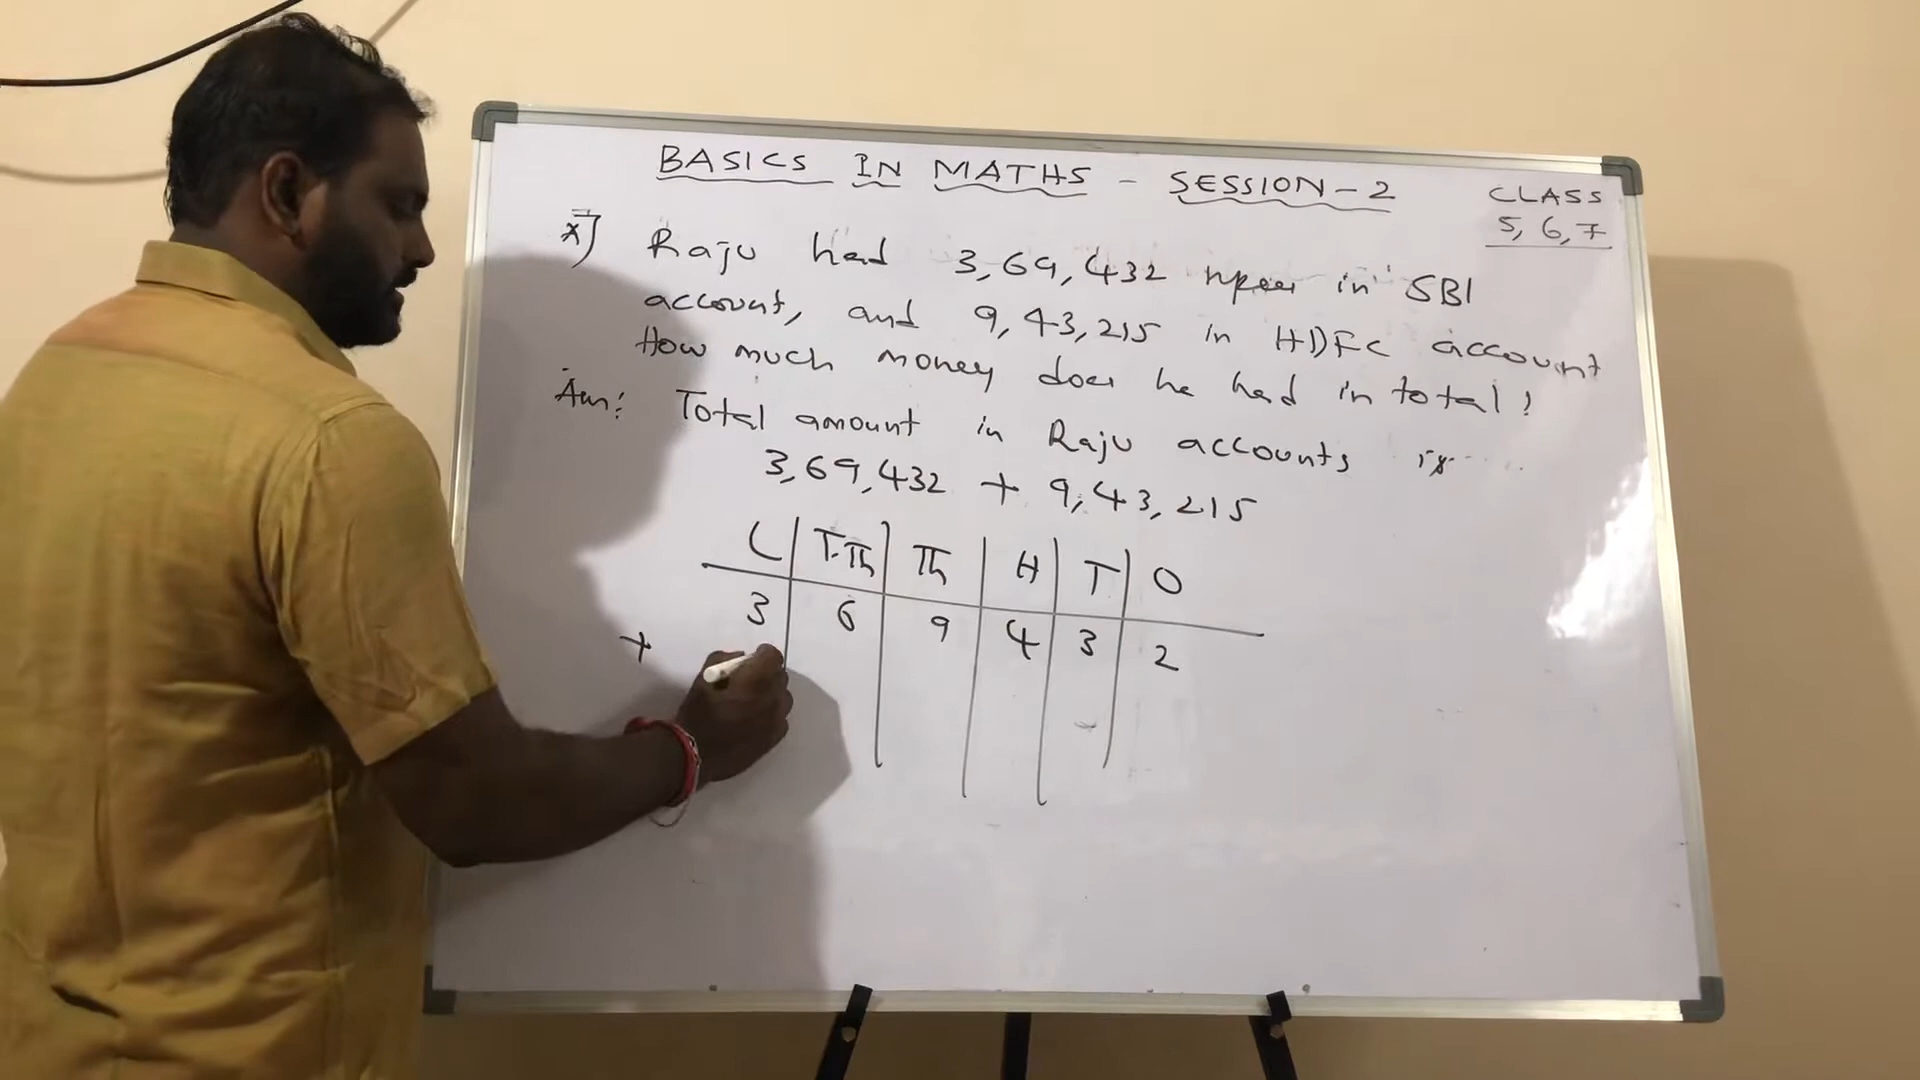 BASICS IN MATHS - SESSION-2
CLASS
5, 6, 7
*] Raju had 3,69,432 rupees in SBI
account, and 9,43,215 in HDFC account
How much money does he had in total!
Ans: Total amount in Raju accounts is
3,69,432 + 9,43,215
L T.Th Th H T O
3 6 9 4 3 2
+